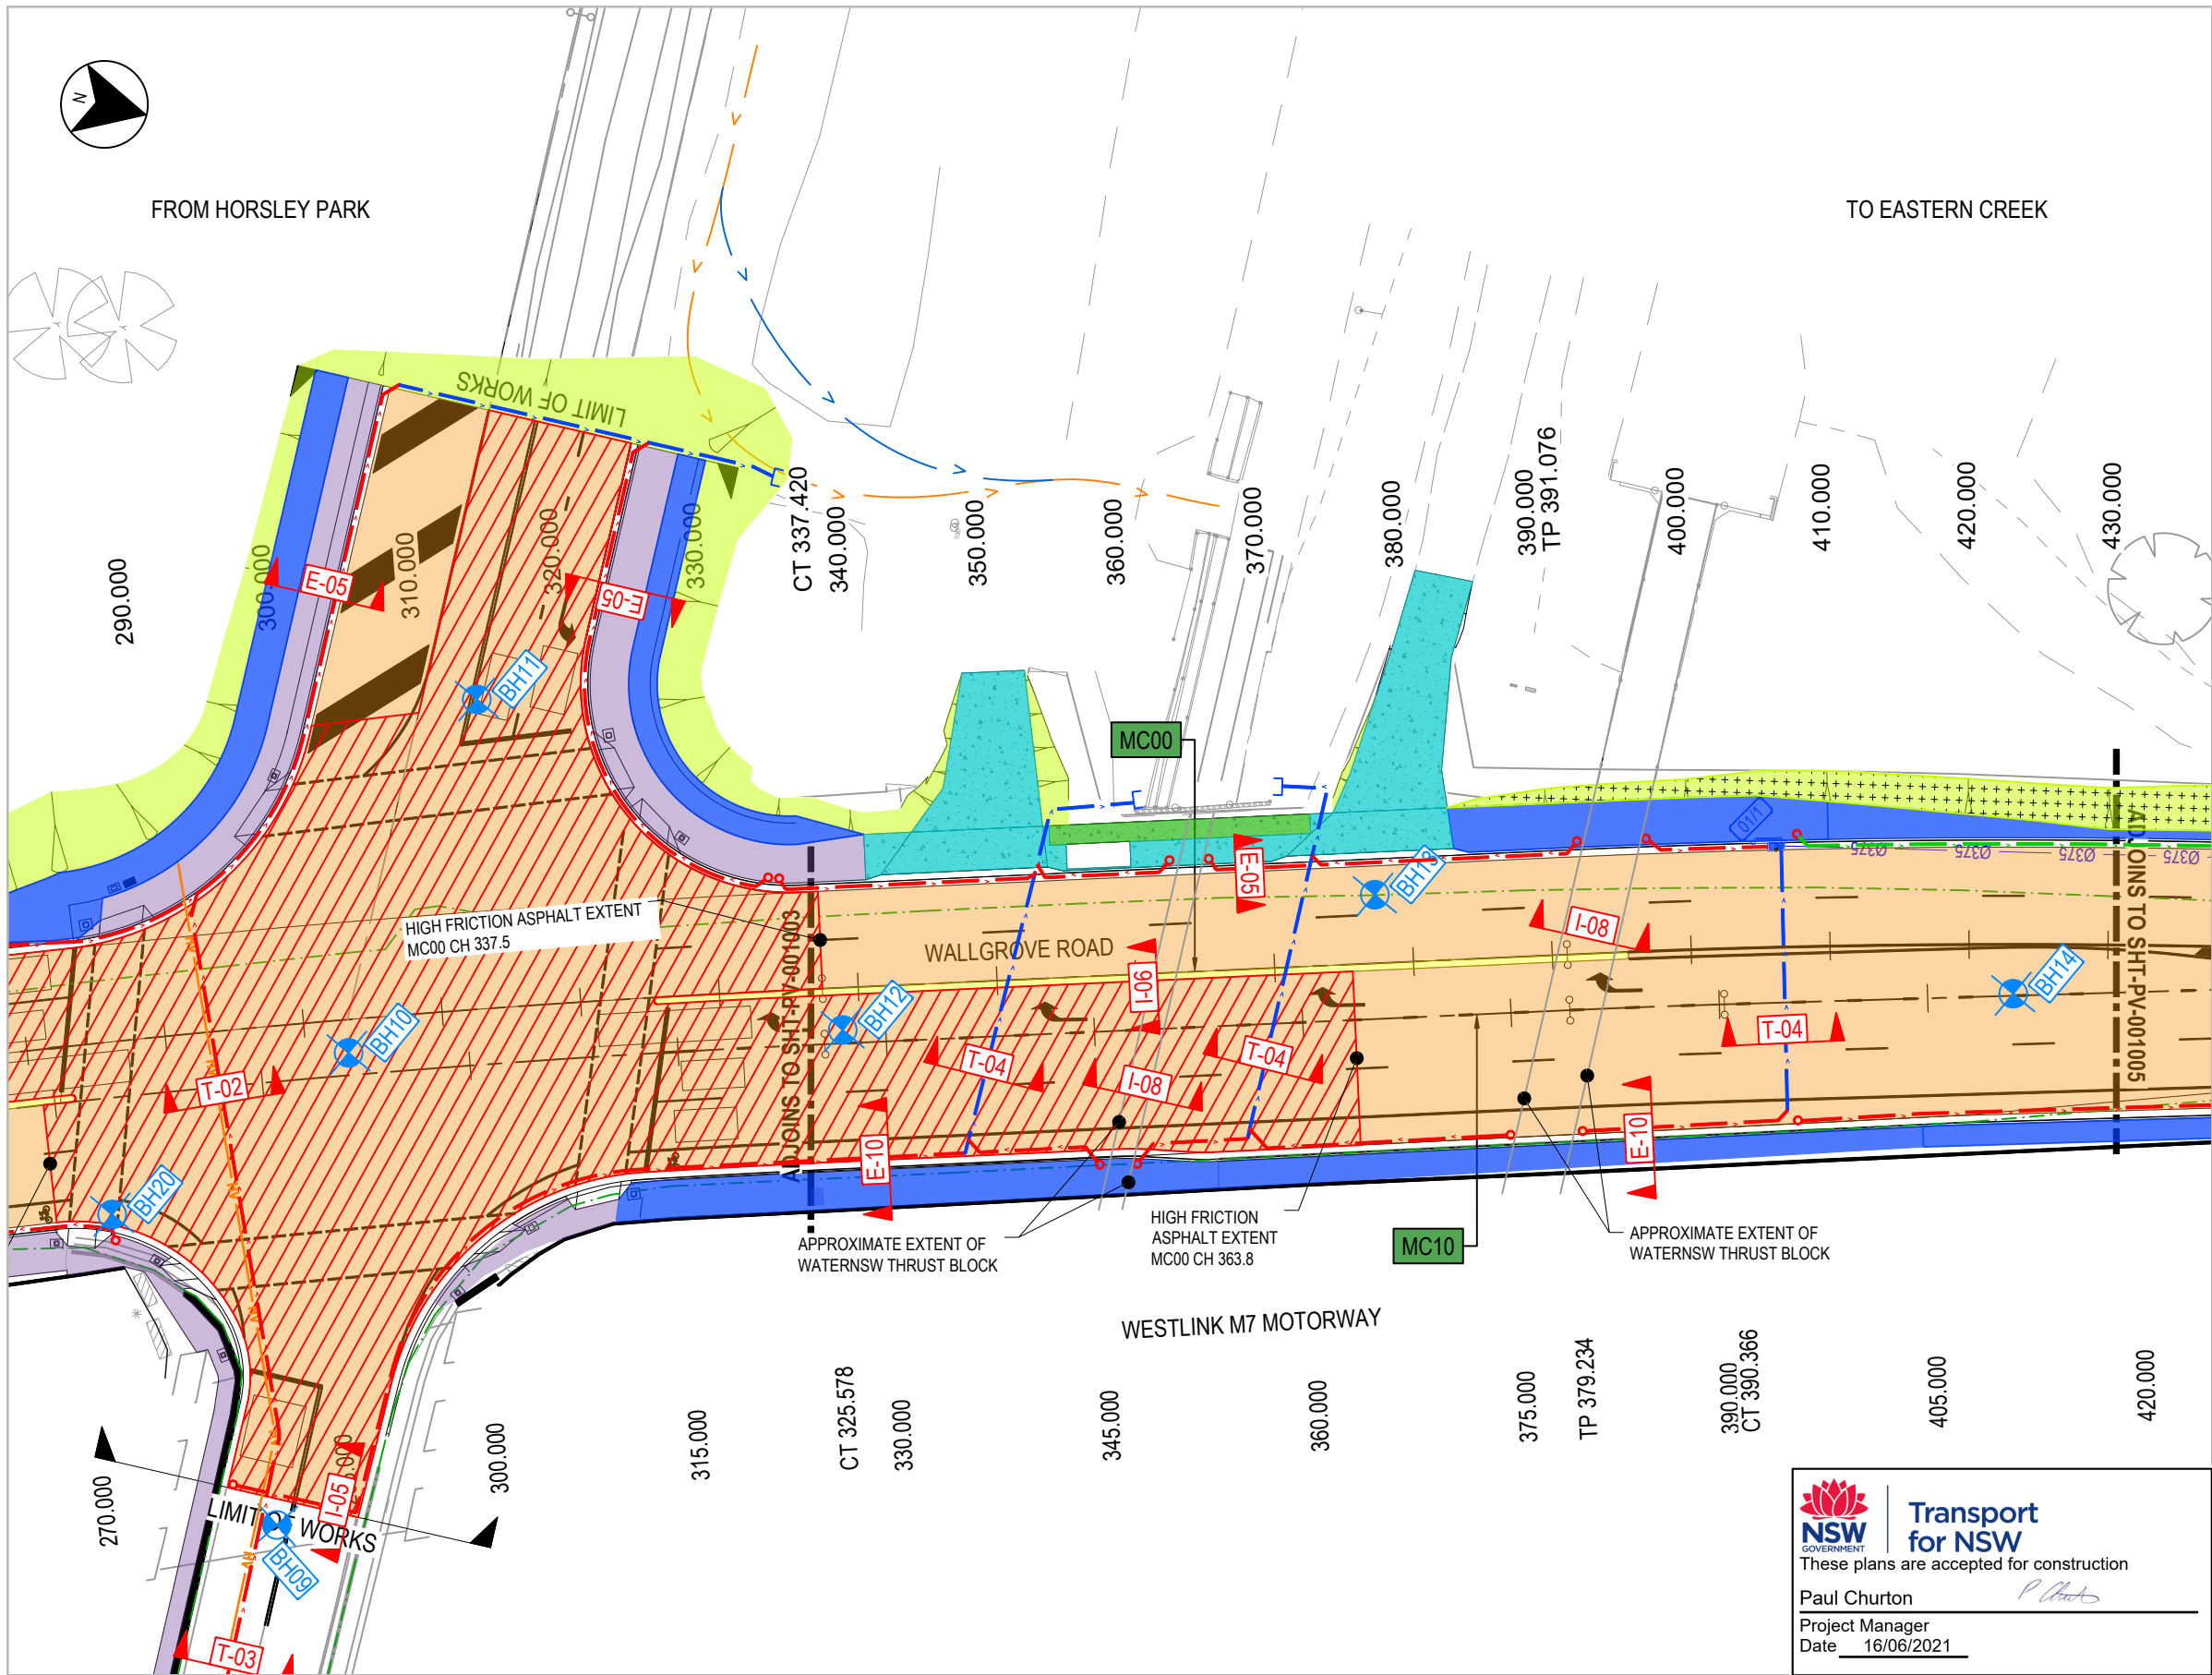 N
FROM HORSLEY PARK
TO EASTERN CREEK
LIMIT OF WORKS
290.000
300.000
310.000
320.000
330.000
CT 337.420
340.000
350.000
360.000
370.000
380.000
390.000
TP 391.076
400.000
410.000
420.000
430.000
E-05
E-05
BH11
MC00
01/1
Ø375
Ø375
Ø375
Ø375
E-05
BH13
HIGH FRICTION ASPHALT EXTENT
MC00 CH 337.5
WALLGROVE ROAD
I-08
I-06
BH10
BH12
BH14
T-02
T-04
T-04
T-04
I-08
ADJOINS TO SHT-PV-001003
ADJOINS TO SHT-PV-001005
E-10
E-10
BH20
APPROXIMATE EXTENT OF
WATERNSW THRUST BLOCK
HIGH FRICTION
ASPHALT EXTENT
MC00 CH 363.8
MC10
APPROXIMATE EXTENT OF
WATERNSW THRUST BLOCK
WESTLINK M7 MOTORWAY
270.000
300.000
315.000
CT 325.578
330.000
345.000
360.000
375.000
TP 379.234
390.000
CT 390.366
405.000
420.000
I-05
LIMIT OF WORKS
BH09
T-03
NSW
GOVERNMENT
Transport
for NSW
These plans are accepted for construction
Paul Churton
Project Manager
Date 16/06/2021